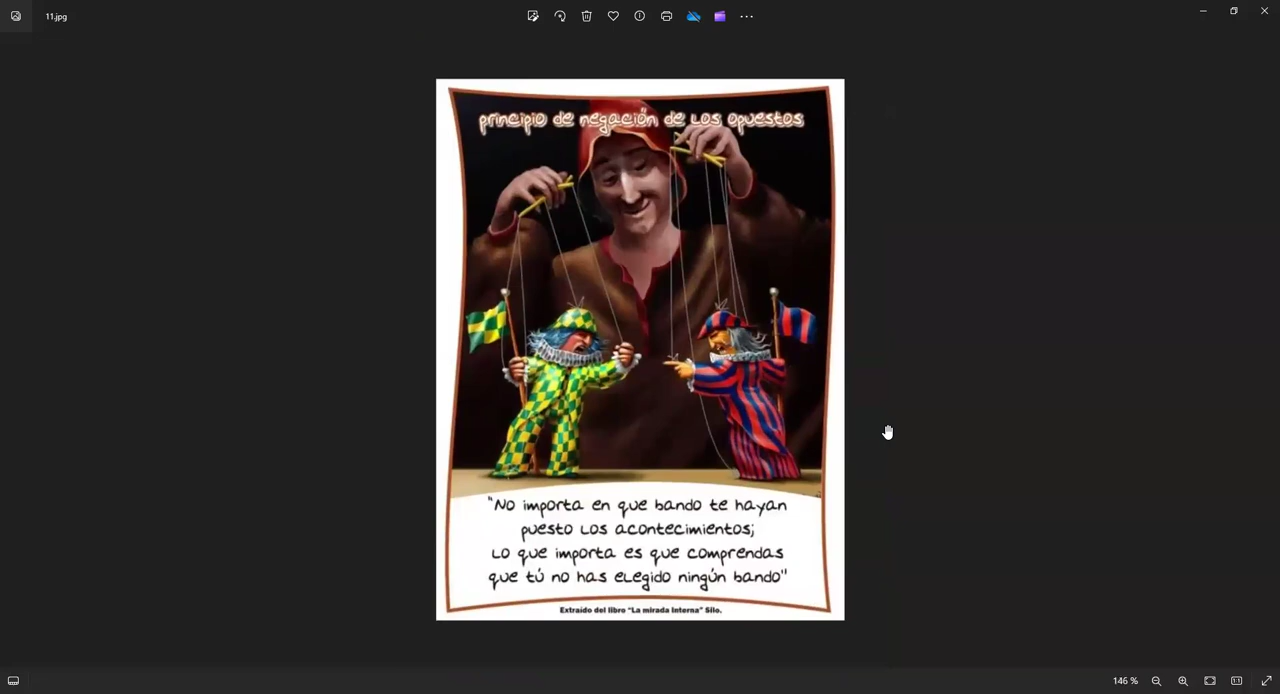 11.jpg
principio de negación de los opuestos
"No importa en que bando te hayan
puesto los acontecimientos;
lo que importa es que comprendas
que tú no has elegido ningún bando"
Extraído del libro "La mirada Interna" Silo.
146 %